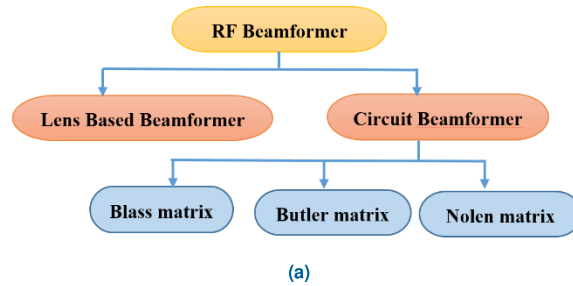 RF Beamformer
Lens Based Beamformer
Circuit Beamformer
Blass matrix
Butler matrix
Nolen matrix
(a)